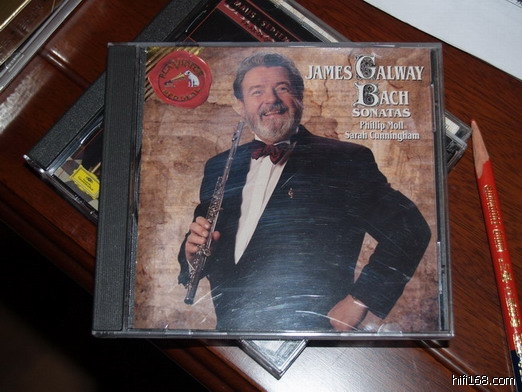 JAMES GALWAY
BACH
SONATAS
Phillip Moll
Sarah Cunningham
hifi168.com